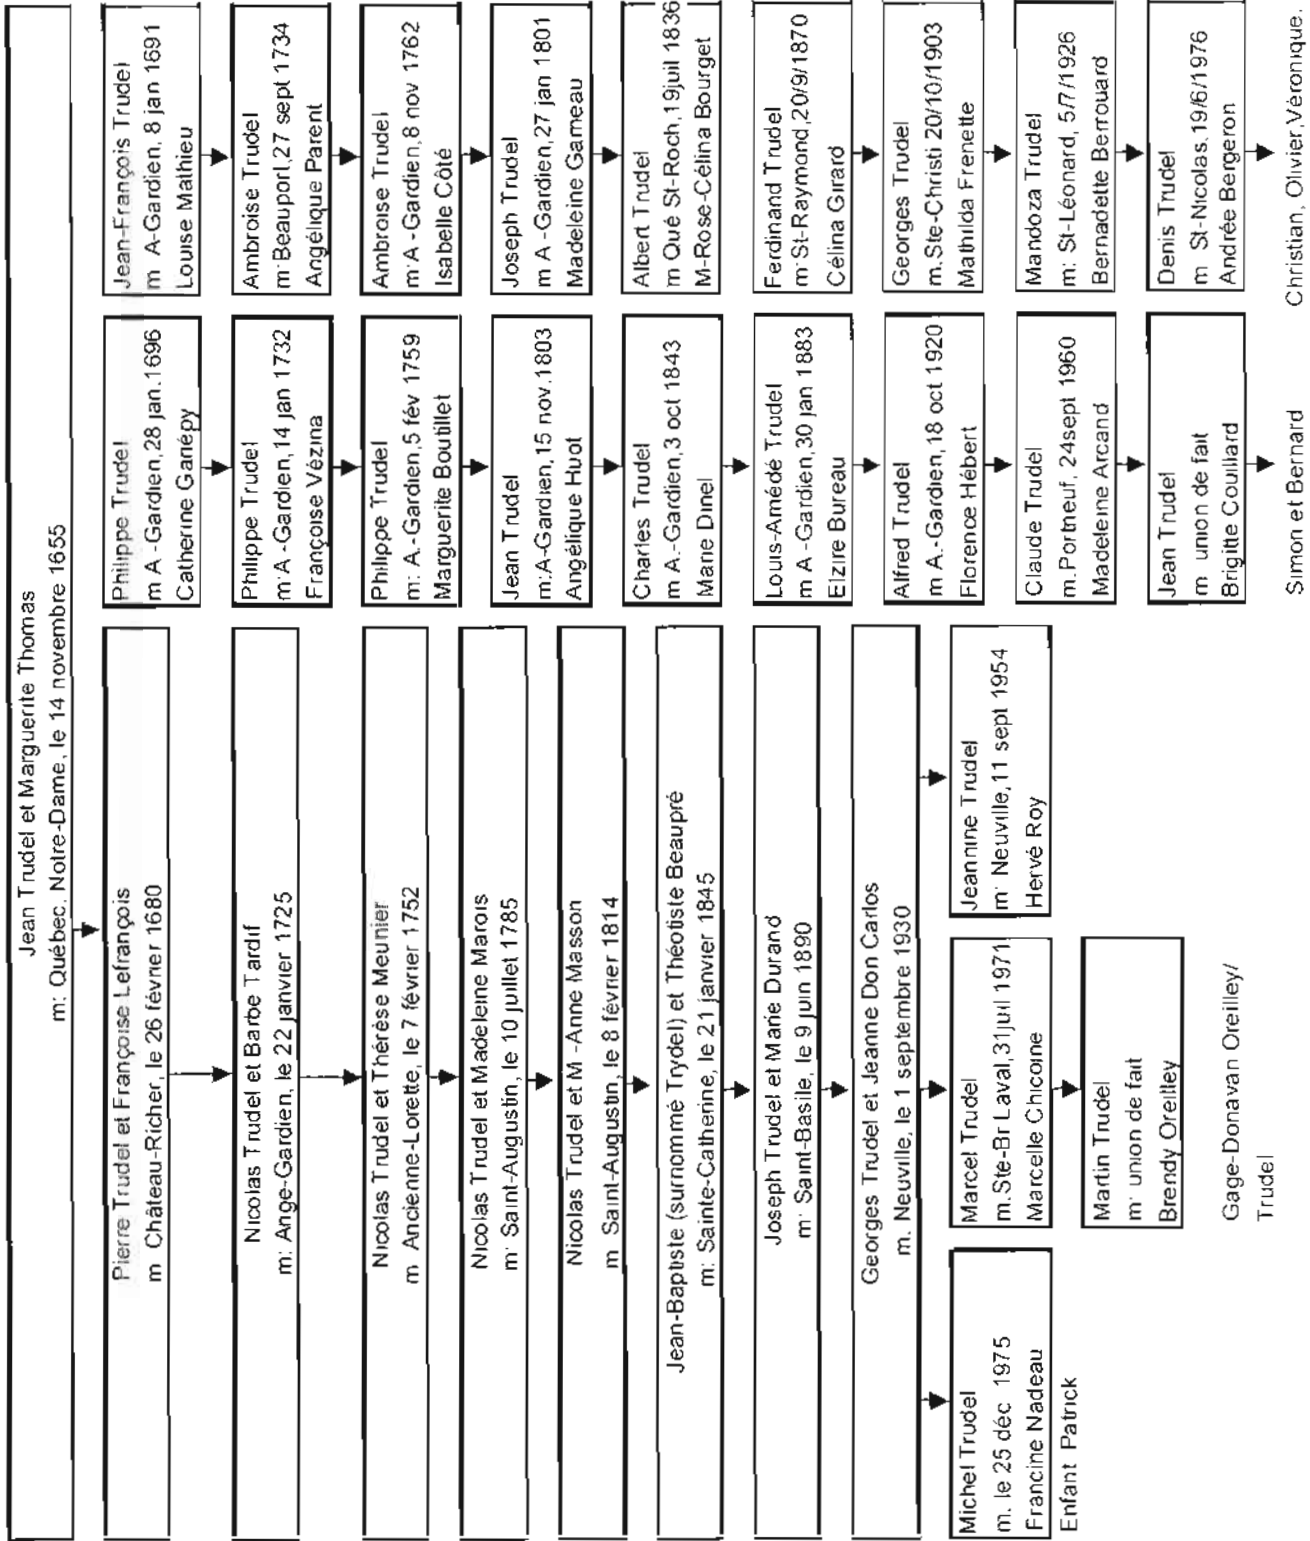 Jean Trudel et Marguerite Thomas
m: Québec, Notre-Dame, le 14 novembre 1655
Pierre Trudel et Françoise Lefrançois
m Château-Richer, le 26 février 1680
Nicolas Trudel et Barbe Tardif
m: Ange-Gardien, le 22 janvier 1725
Nicolas Trudel et Thérèse Meunier
m Ancienne-Lorette, le 7 février 1752
Nicolas Trudel et Madeleine Marois
m· Saint-Augustin, le 10 juillet 1785
Nicolas Trudel et M -Anne Masson
m Saint-Augustin, le 8 février 1814
Jean-Baptiste (surnommé Trydel) et Théotiste Beaupré
m: Sainte-Catherine, le 21 janvier 1845
Joseph Trudel et Marie Durand
m· Saint-Basile, le 9 juin 1890
Georges Trudel et Jeanne Don Carlos
m. Neuville, le 1 septembre 1930
Michel Trudel
m. le 25 déc 1975
Francine Nadeau
Enfant Patrick
Marcel Trudel
m.Ste-Br Laval,31juil 1971
Marcelle Chicoine
Martin Trudel
m· union de fait
Brendy Oreilley
Gage-Donavan Oreilley/
Trudel
Jeannine Trudel
m· Neuville,11 sept 1954
Hervé Roy
Philippe Trudel
m A -Gardien,28 jan.1696
Catherine Ganépy
Philippe Trudel
m·A -Gardien,14 jan 1732
Françoise Vézina
Philippe Trudel
m: A.-Gardien,5 fév 1759
Marguerite Boutillet
Jean Trudel
m:A-Gardien,15 nov.1803
Angélique Huot
Charles Trudel
m A.-Gardien,3 oct 1843
Marie Dinel
Louis-Amédé Trudel
m A -Gardien,30 jan 1883
Elzire Bureau
Alfred Trudel
m A.-Gardien,18 oct 1920
Florence Hébert
Claude Trudel
m.Portneuf, 24sept 1960
Madeleine Arcand
Jean Trudel
m union de fait
Brigitte Couillard
Simon et Bernard
Jean-François Trudel
m A-Gardien, 8 jan 1691
Louise Mathieu
Ambroise Trudel
m·Beauporl,27 sept 1734
Angélique Parent
Ambroise Trudel
m·A -Gardien,8 nov 1762
Isabelle Côté
Joseph Trudel
m A -Gardien,27 jan 1801
Madeleine Gameau
Albert Trudel
m Qué St-Roch,19juil 1836
M-Rose-Célina Bourget
Ferdinand Trudel
m·St-Raymond,20/9/1870
Célina Girard
Georges Trudel
m.Ste-Christi 20/10/1903
Mathilda Frenette
Mandoza Trudel
m: St-Léonard, 5/7/1926
Bernadette Berrouard
Denis Trudel
m St-Nicolas,19/6/1976
Andrée Bergeron
Christian, Olivier,Véronique.